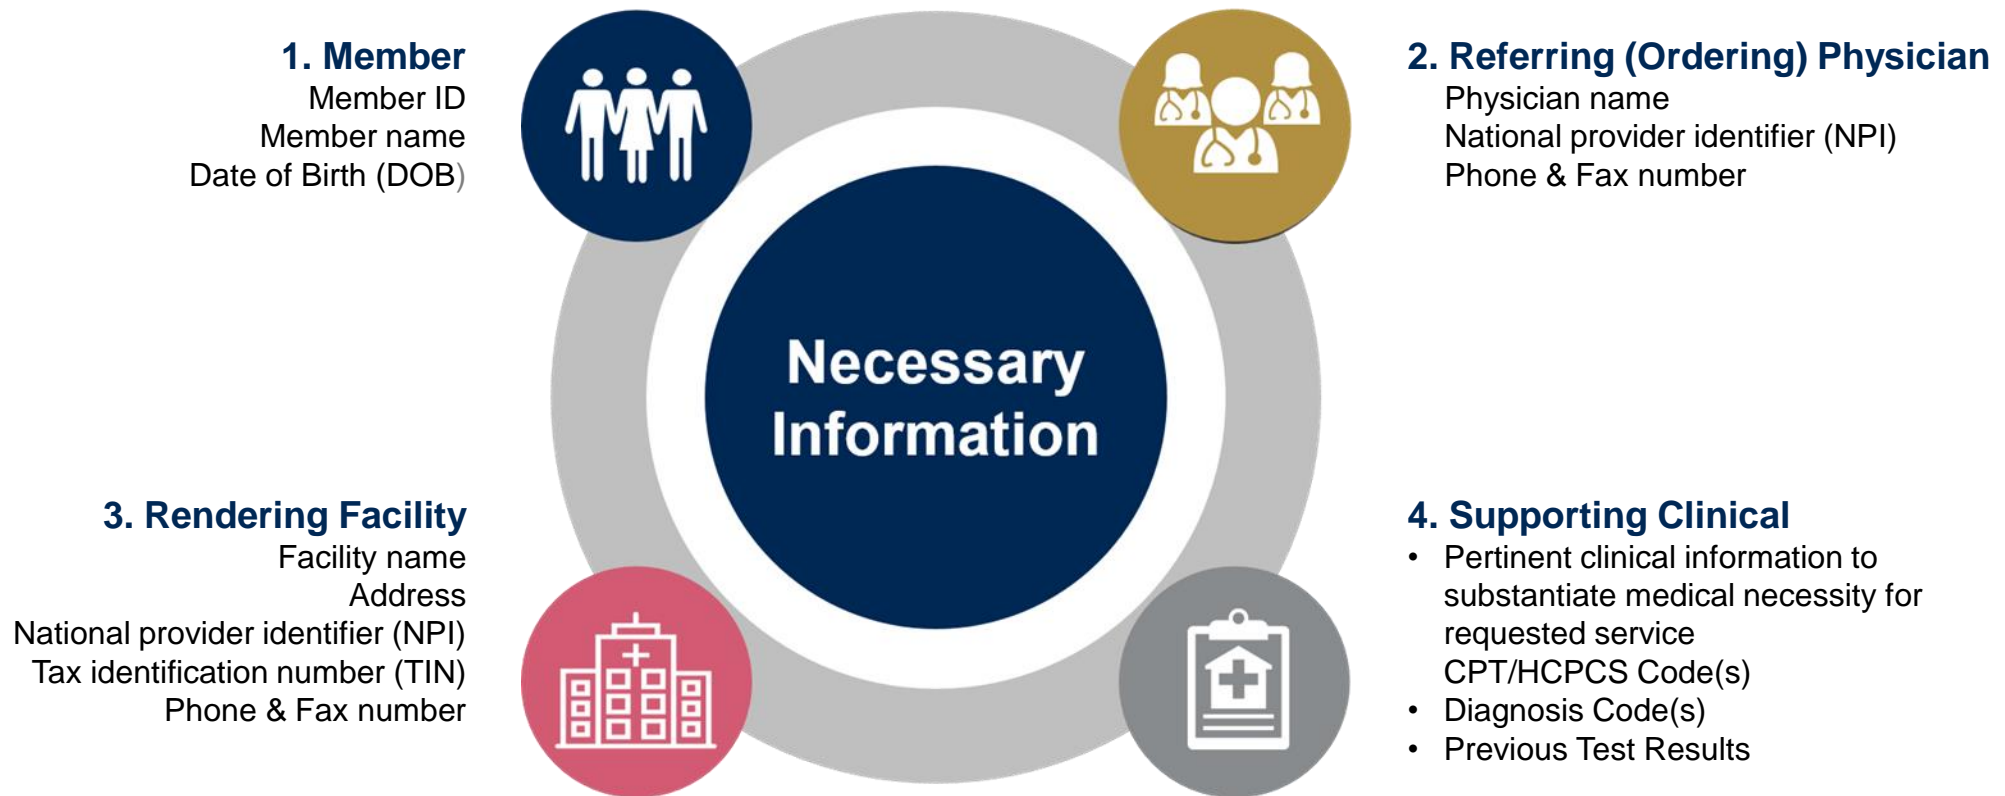 1. Member
Member ID
Member name
Date of Birth (DOB)
2. Referring (Ordering) Physician
Physician name
National provider identifier (NPI)
Phone & Fax number
Necessary
Information
3. Rendering Facility
Facility name
Address
National provider identifier (NPI)
Tax identification number (TIN)
Phone & Fax number
4. Supporting Clinical
• Pertinent clinical information to
substantiate medical necessity for
requested service
CPT/HCPCS Code(s)
• Diagnosis Code(s)
• Previous Test Results